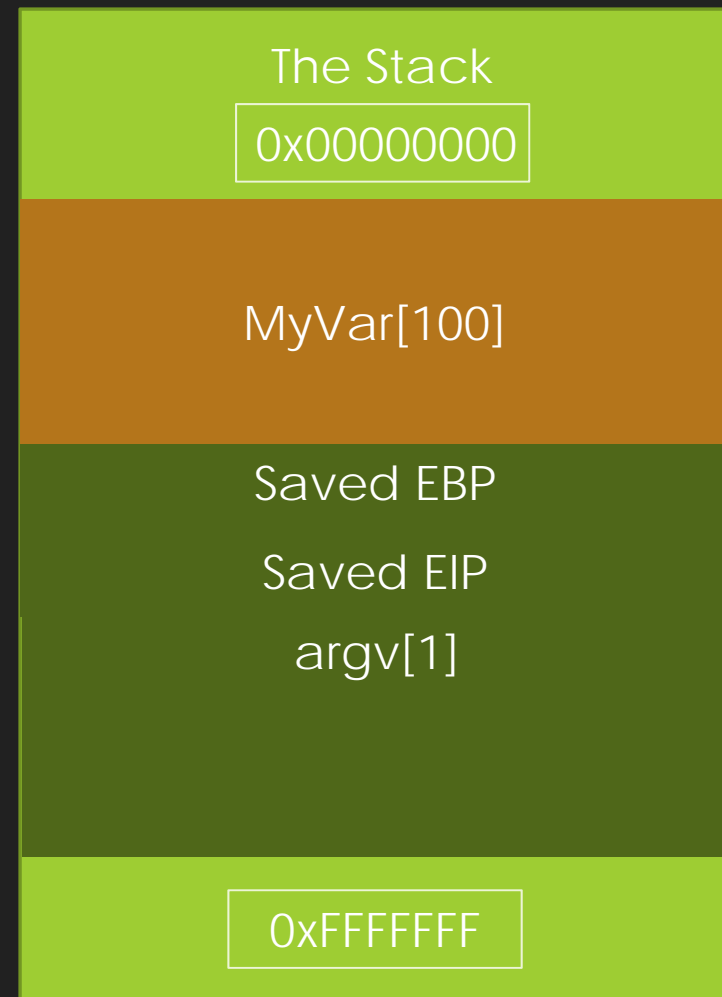 The Stack
0x00000000
MyVar[100]
Saved EBP
Saved EIP
argv[1]
0xFFFFFFF